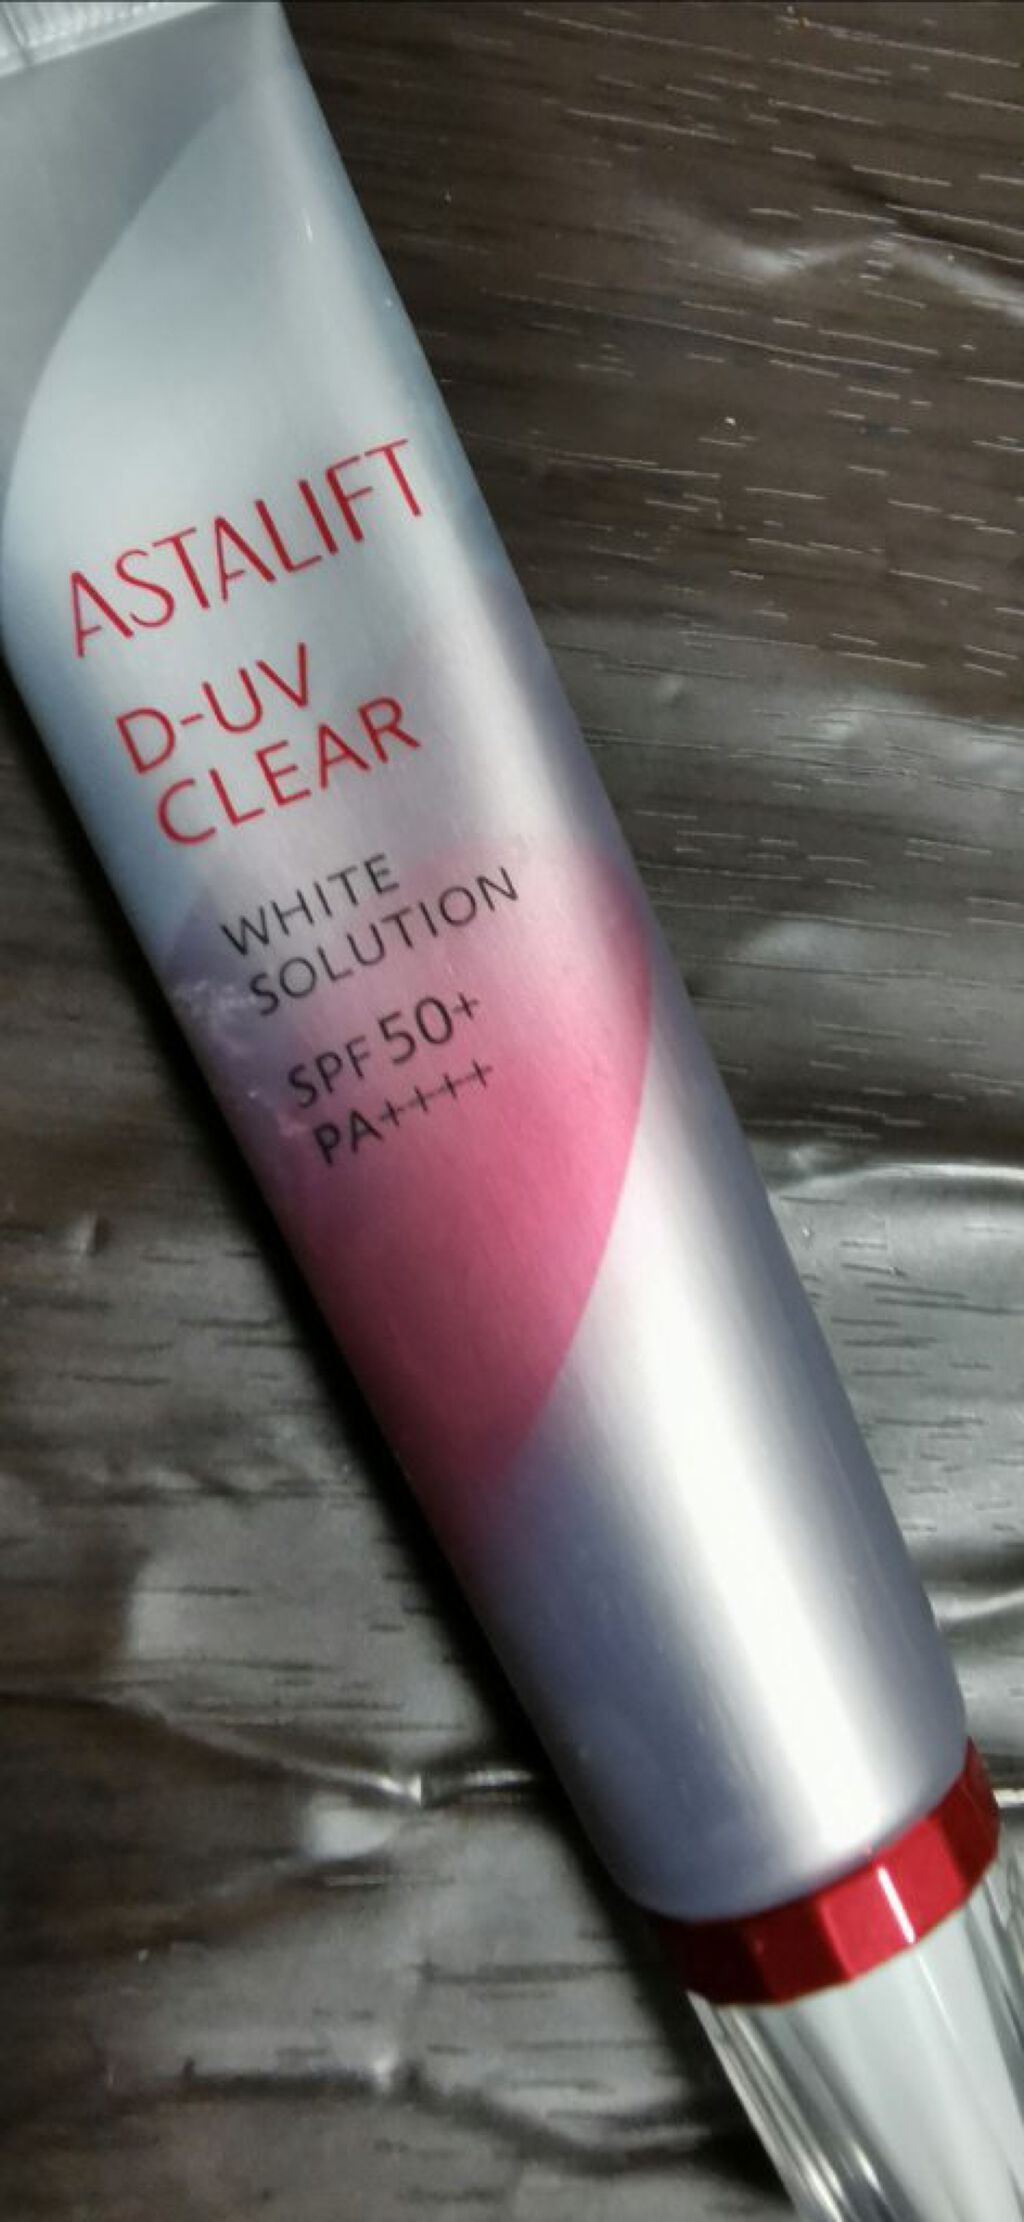 ASTALIFT
D-UV
CLEAR
WHITE
SOLUTION
SPF 50+
PA++++